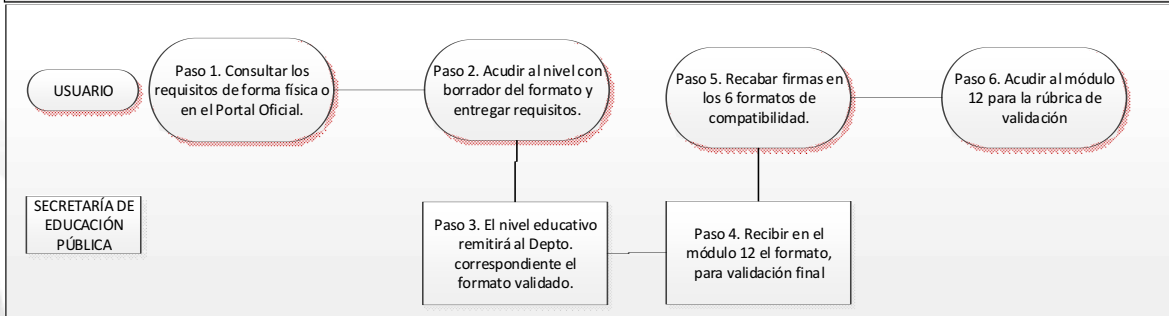 USUARIO
Paso 1. Consultar los
requisitos de forma física o
en el Portal Oficial.
Paso 2. Acudir al nivel con
borrador del formato y
entregar requisitos.
Paso 5. Recabar firmas en
los 6 formatos de
compatibilidad.
Paso 6. Acudir al módulo
12 para la rúbrica de
validación
SECRETARÍA DE
EDUCACIÓN
PÚBLICA
Paso 3. El nivel educativo
remitirá al Depto.
correspondiente el
formato validado.
Paso 4. Recibir en el
módulo 12 el formato,
para validación final